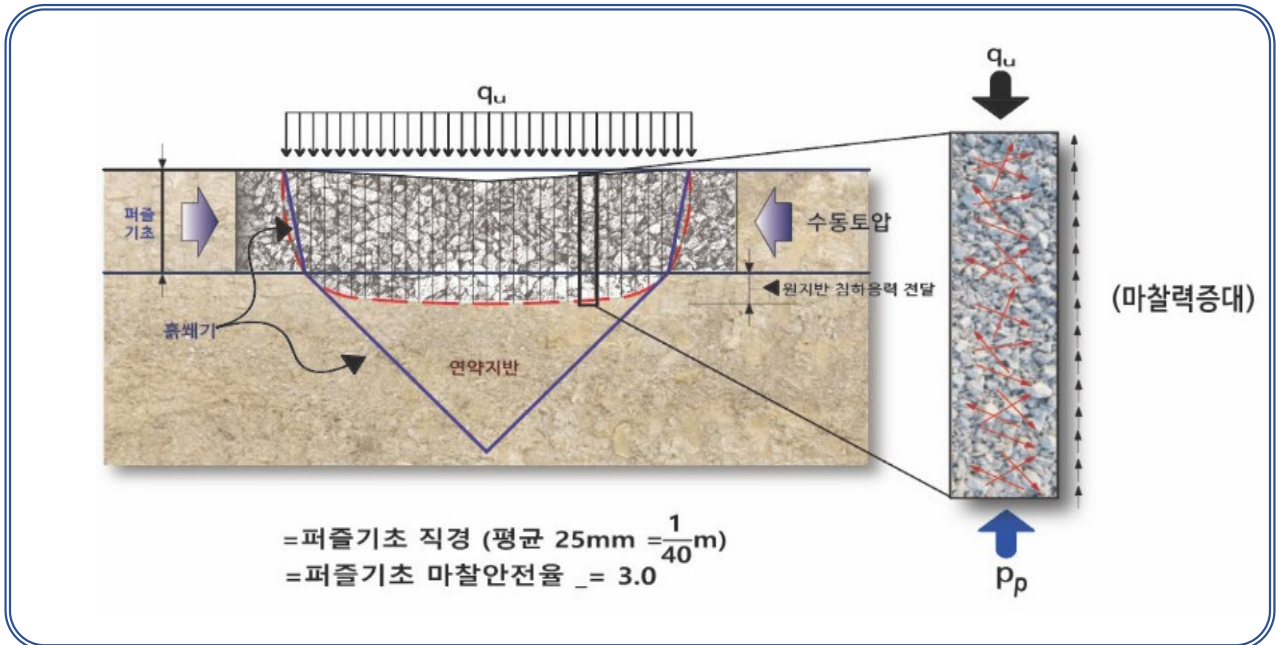 qu
qu
퍼즐
기초
수동토압
원지반 침하응력 전달
(마찰력증대)
흙쐐기
연약지반
=퍼즐기초 직경 (평균 25mm =1/40m)
=퍼즐기초 마찰안전율 _= 3.0
Pp